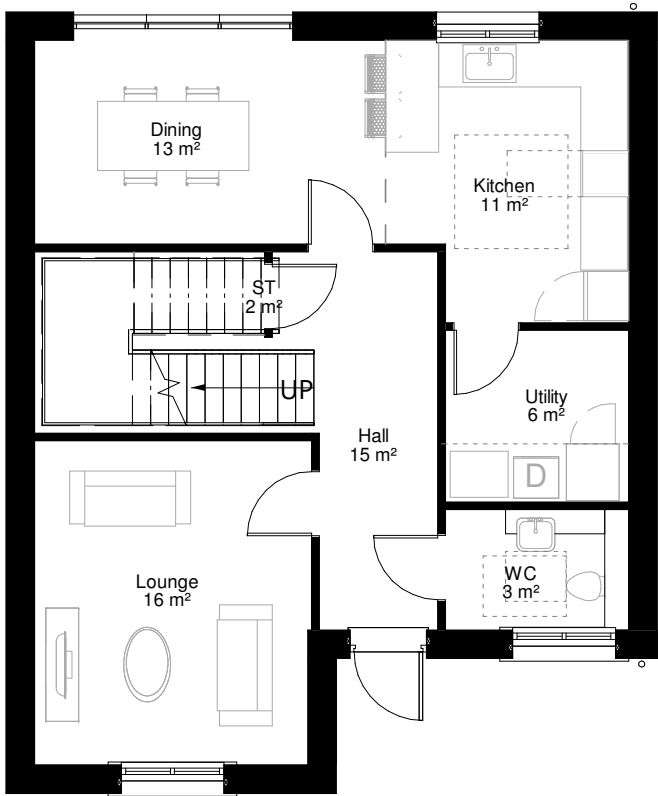 Dining
13 m²
Kitchen
11 m²
ST
2 m²
UP
Utility
6 m²
Hall
15 m²
D
Lounge
16 m²
WC
3 m²